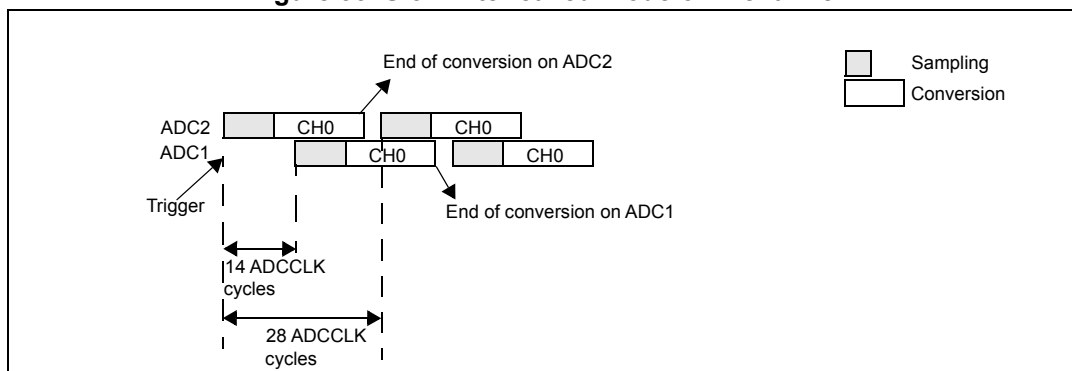 End of conversion on ADC2
Sampling
Conversion
ADC2
CH0
CH0
ADC1
CH0
CH0
Trigger
End of conversion on ADC1
14 ADCCLK
cycles
28 ADCCLK
cycles